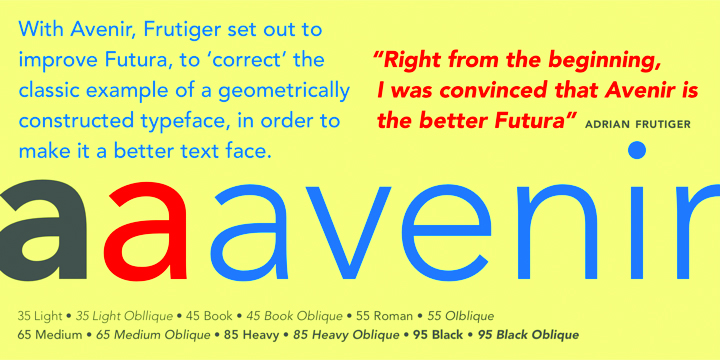 With Avenir, Frutiger set out to
improve Futura, to ‘correct’ the
classic example of a geometrically
constructed typeface, in order to
make it a better text face.
“Right from the beginning,
I was convinced that Avenir is
the better Futura” ADRIAN FRUTIGER
aaavenir
35 Light • 35 Light Obllique • 45 Book • 45 Book Oblique • 55 Roman • 55 Olblique
65 Medium • 65 Medium Oblique • 85 Heavy • 85 Heavy Oblique • 95 Black • 95 Black Oblique